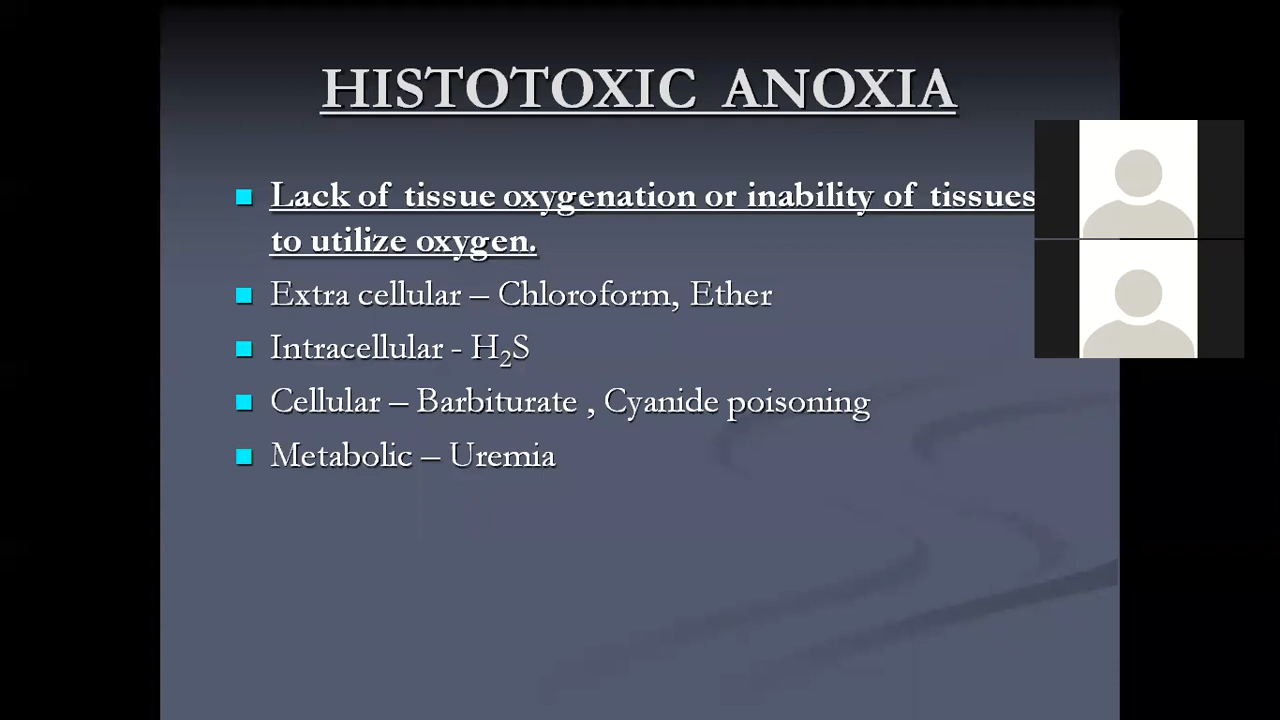 HISTOTOXIC ANOXIA
Lack of tissue oxygenation or inability of tissues
to utilize oxygen.
Extra cellular – Chloroform, Ether
Intracellular - H₂S
Cellular – Barbiturate , Cyanide poisoning
Metabolic – Uremia